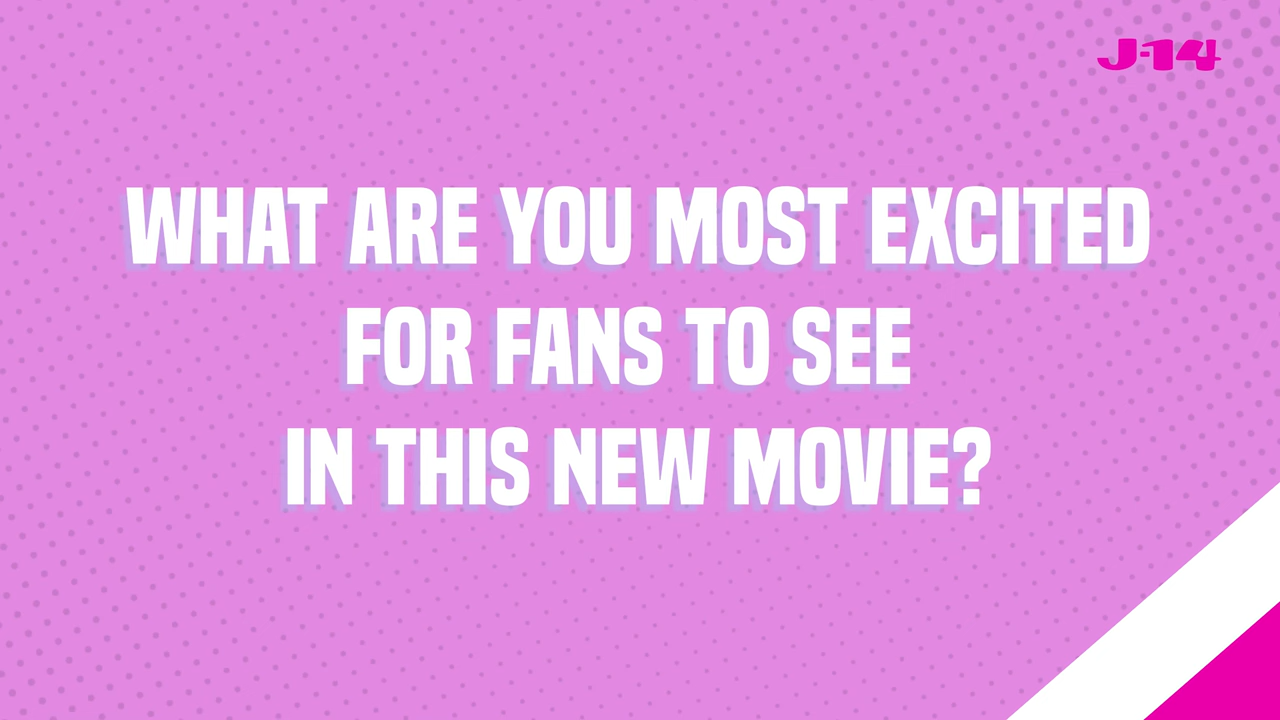 J-14
WHAT ARE YOU MOST EXCITED
FOR FANS TO SEE
IN THIS NEW MOVIE?